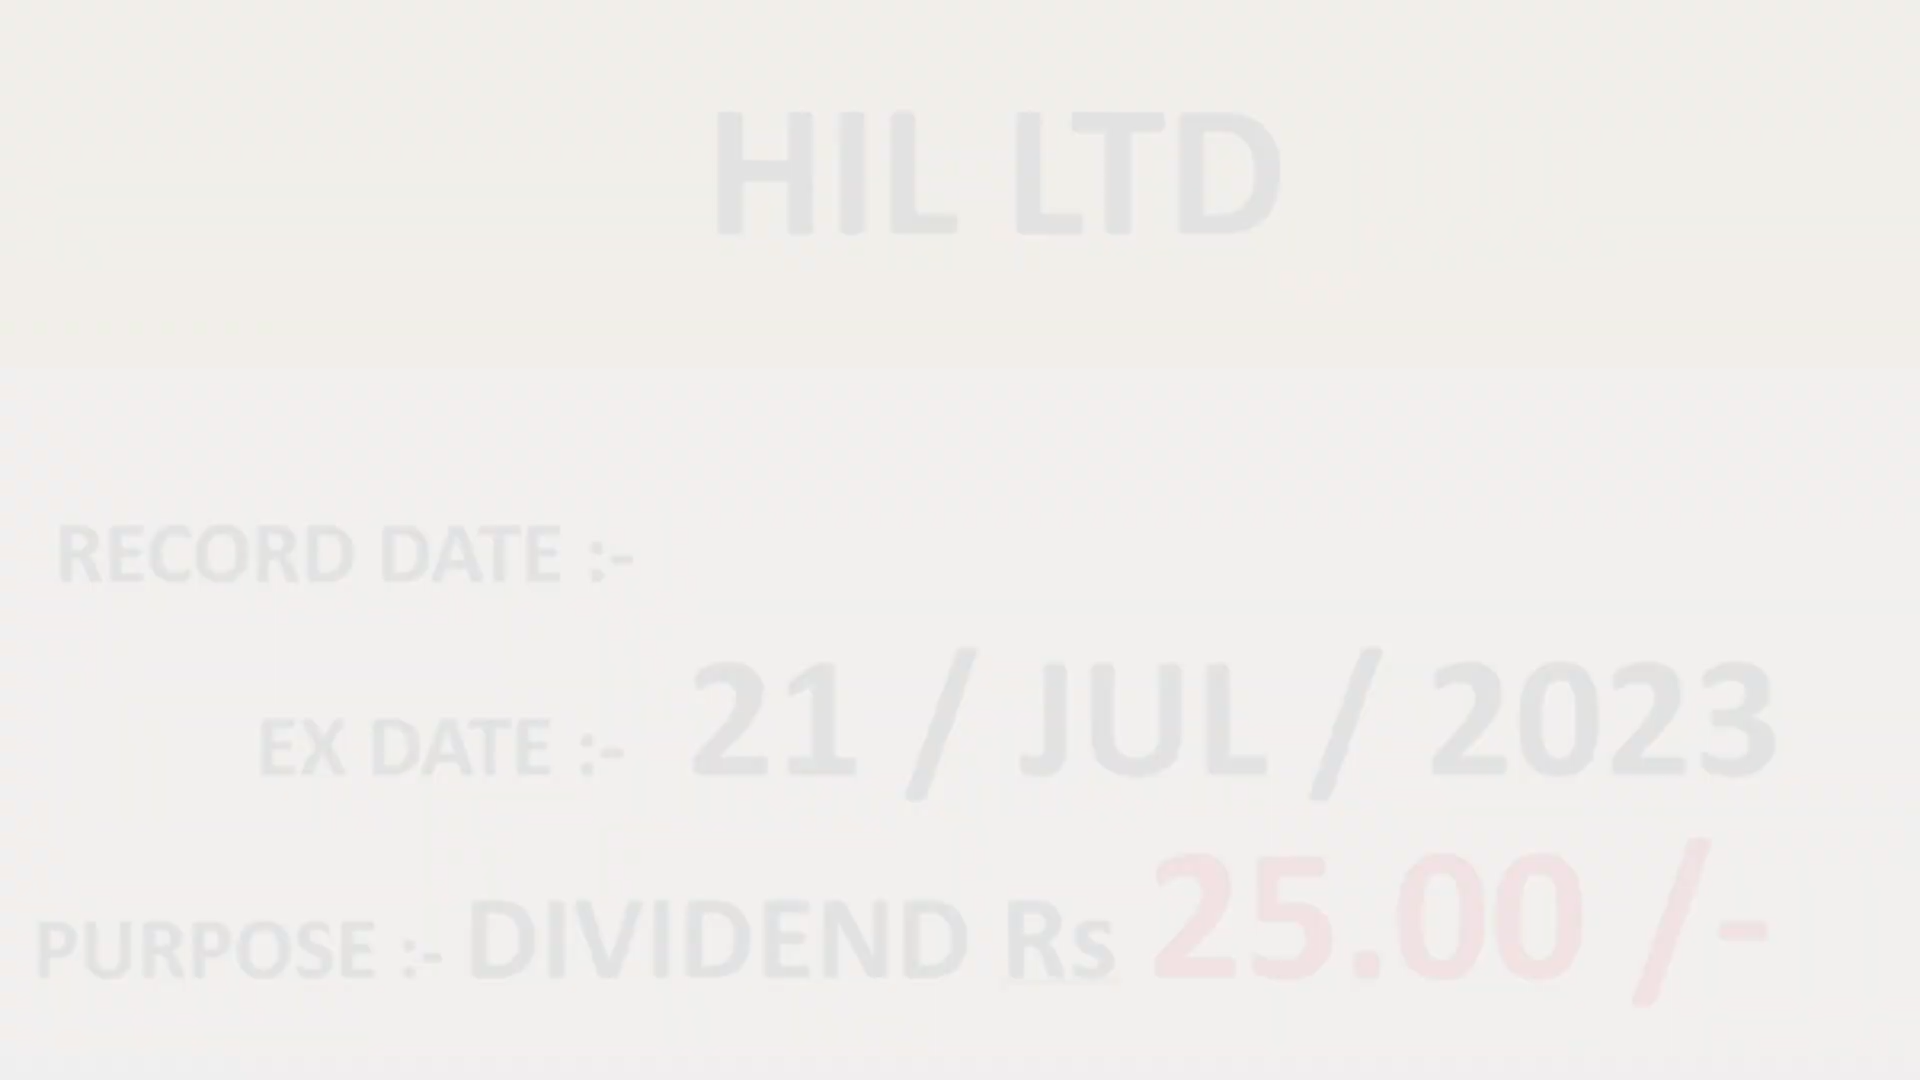 HIL LTD
RECORD DATE :-
EX DATE :- 21 / JUL / 2023
PURPOSE :- DIVIDEND Rs 25.00 /-